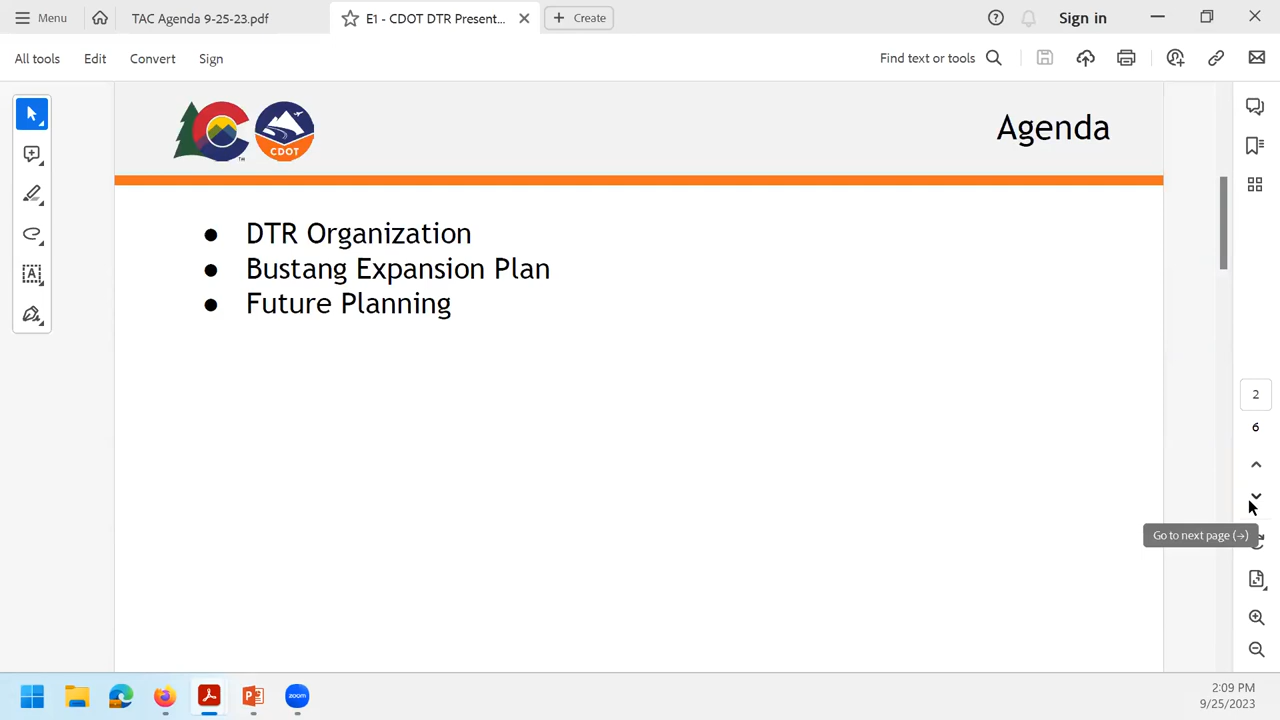 Menu
TAC Agenda 9-25-23.pdf
E1 - CDOT DTR Present...
Create
Sign in
All tools
Edit
Convert
Sign
Find text or tools
CDOT
TM
Agenda
● DTR Organization
● Bustang Expansion Plan
● Future Planning
2
6
Go to next page (→)
zoom
2:09 PM
9/25/2023